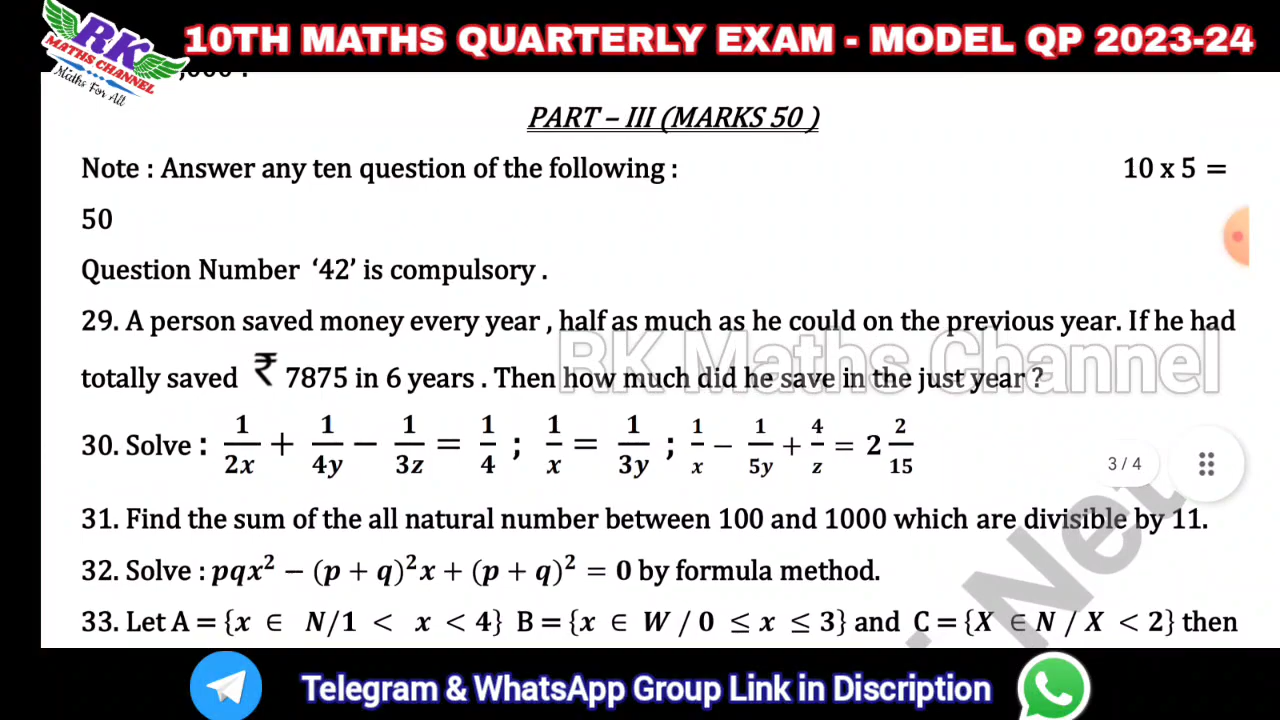 10TH MATHS QUARTERLY EXAM - MODEL QP 2023-24
RK
MATHS CHANNEL
Maths For All
PART – III (MARKS 50 )
Note : Answer any ten question of the following : 10 x 5 =
50
Question Number ‘42’ is compulsory .
29. A person saved money every year , half as much as he could on the previous year. If he had
totally saved ₹ 7875 in 6 years . Then how much did he save in the just year ?
RK Maths Channel
30. Solve : 1/2x + 1/4y − 1/3z = 1/4 ; 1/x = 1/3y ; 1/x − 1/5y + 4/z = 2 2/15
3 / 4
31. Find the sum of the all natural number between 100 and 1000 which are divisible by 11.
32. Solve : pqx² − (p + q)²x + (p + q)² = 0 by formula method.
33. Let A = {x ∈ N/1 < x < 4} B = {x ∈ W / 0 ≤ x ≤ 3} and C = {X ∈ N / X < 2} then
Telegram & WhatsApp Group Link in Discription